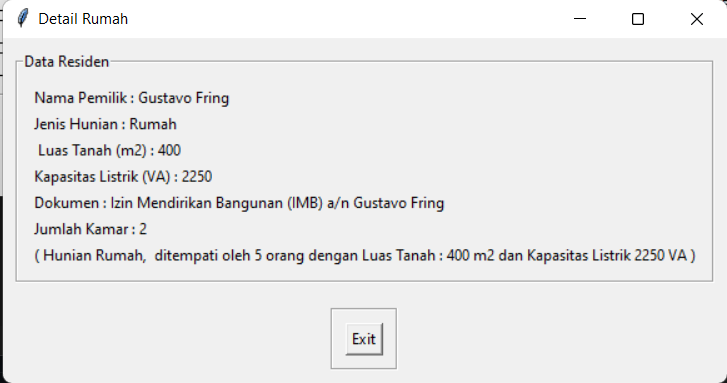 Detail Rumah
Data Residen
Nama Pemilik : Gustavo Fring
Jenis Hunian : Rumah
Luas Tanah (m2) : 400
Kapasitas Listrik (VA) : 2250
Dokumen : Izin Mendirikan Bangunan (IMB) a/n Gustavo Fring
Jumlah Kamar : 2
( Hunian Rumah,  ditempati oleh 5 orang dengan Luas Tanah : 400 m2 dan Kapasitas Listrik 2250 VA )
Exit